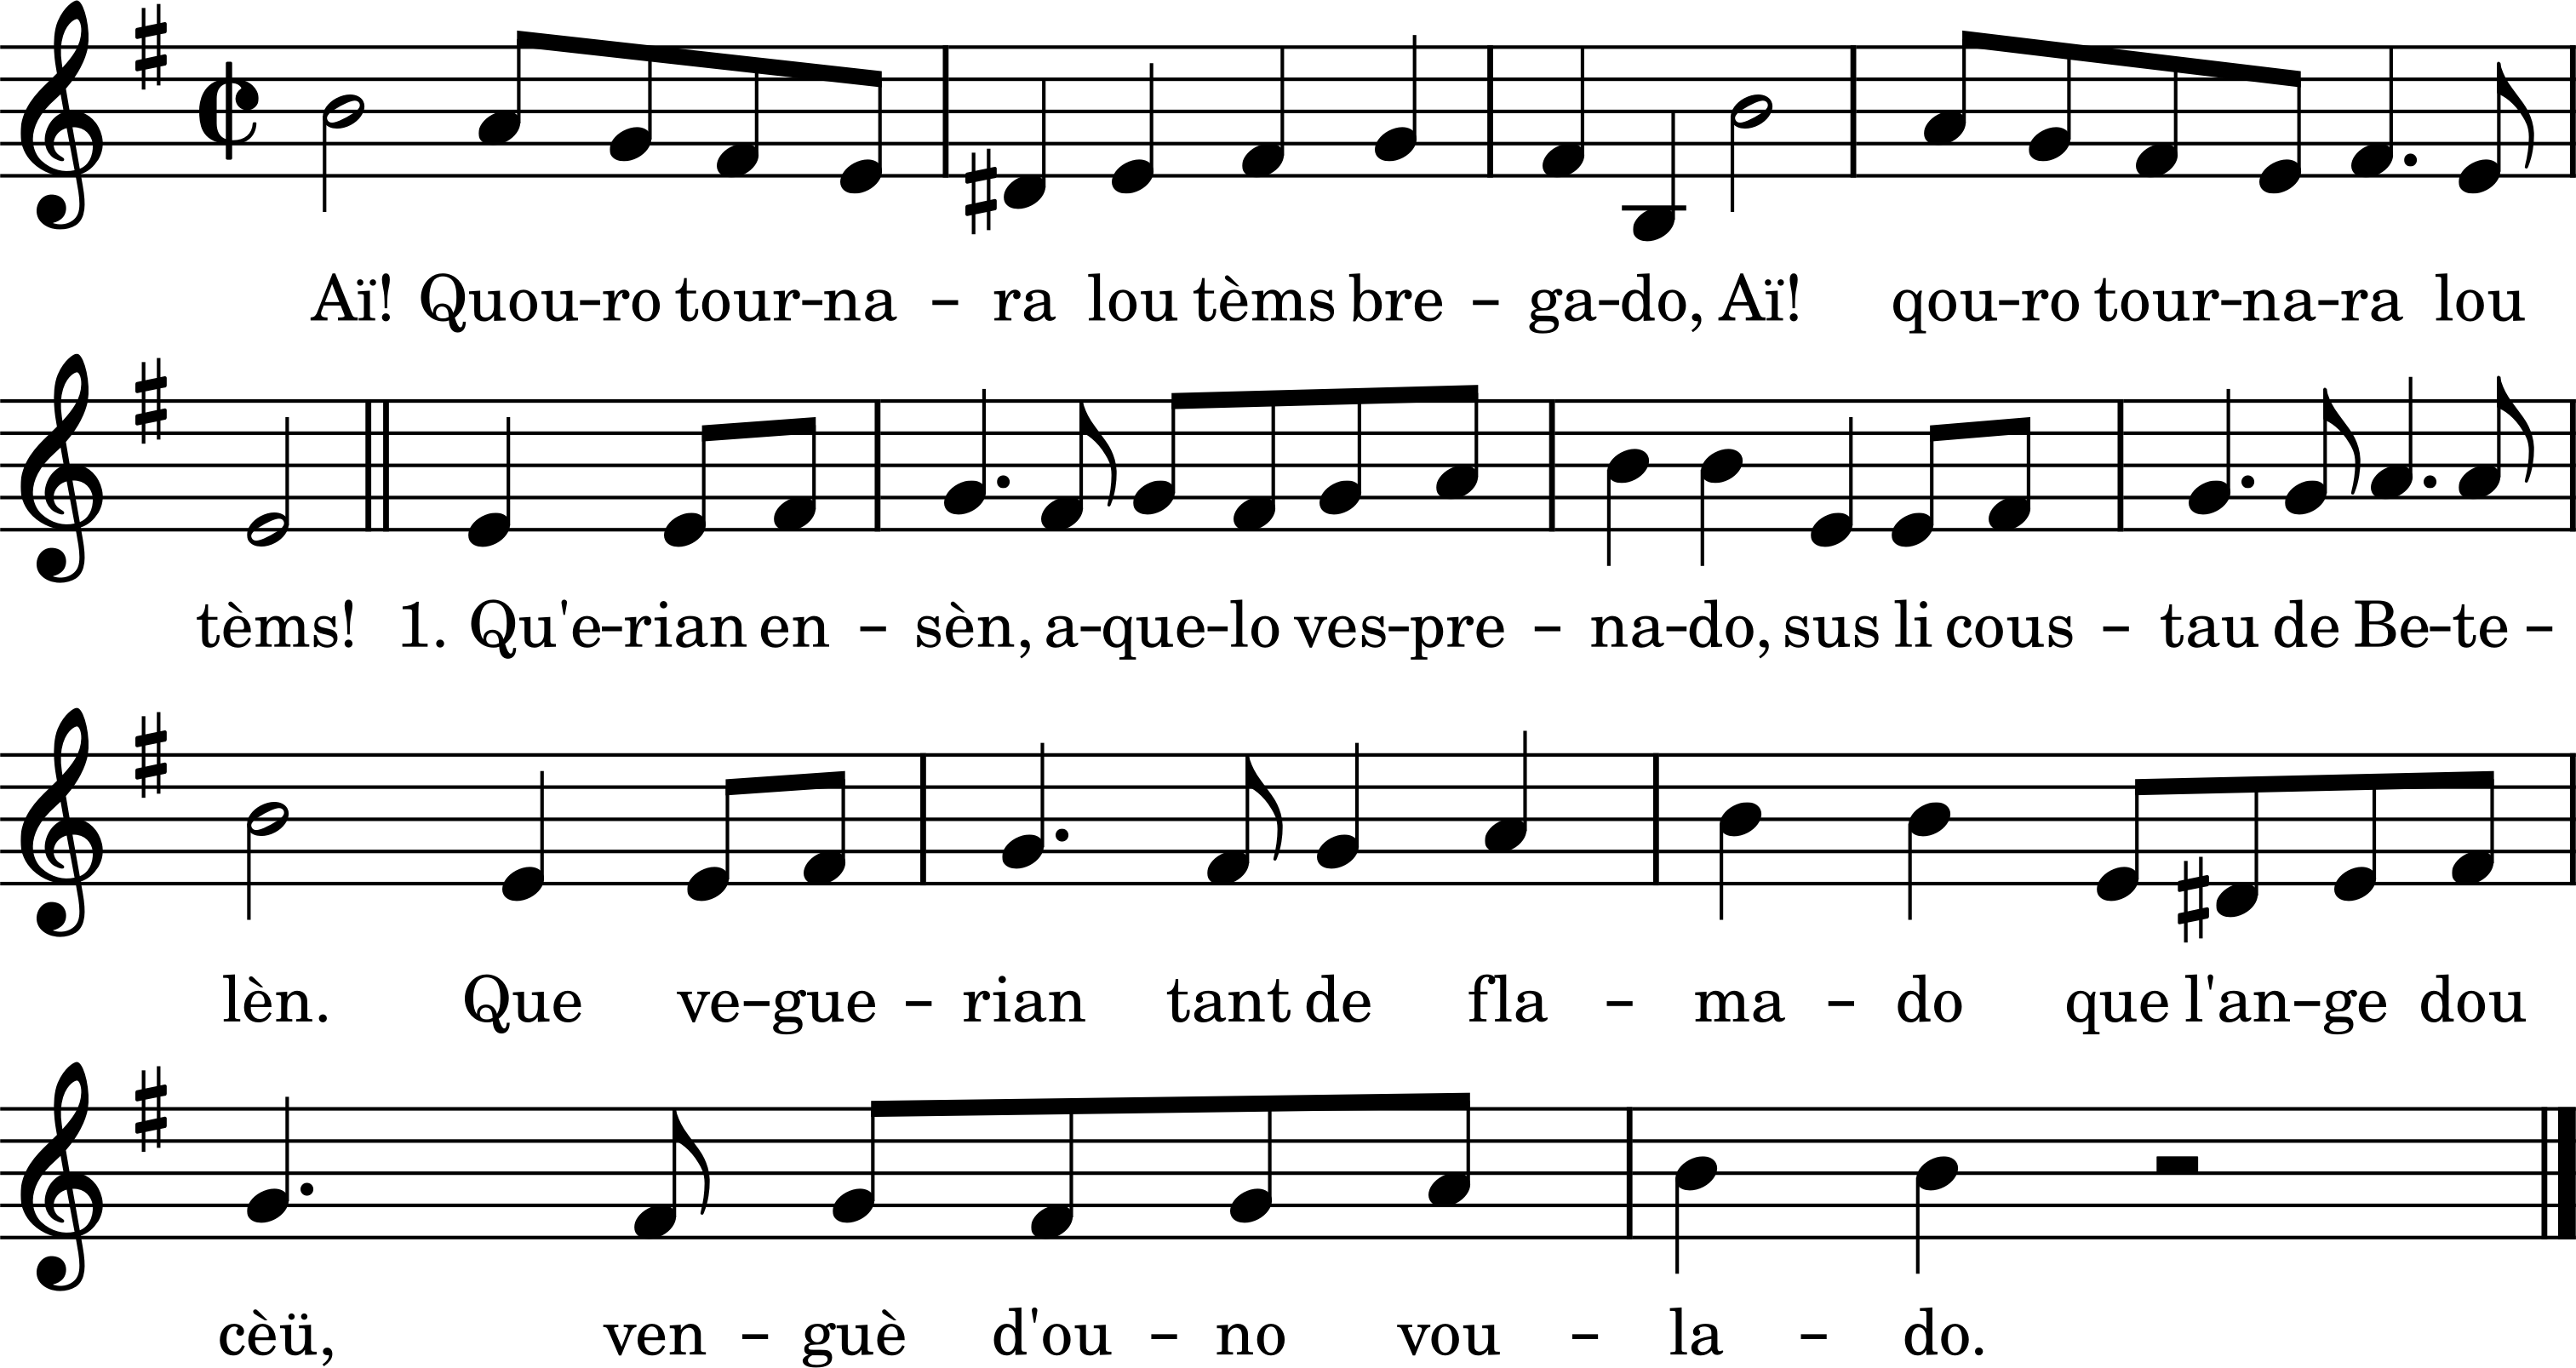 Aï! Quou-ro tour-na - ra lou tèms bre - ga-do, Aï! qou-ro tour-na-ra lou
tèms! 1. Qu'e-rian en - sèn, a-que-lo ves-pre - na-do, sus li cous - tau de Be-te -
lèn. Que ve-gue - rian tant de fla - ma - do que l'an-ge dou
cèü, ven - guè d'ou - no vou - la - do.